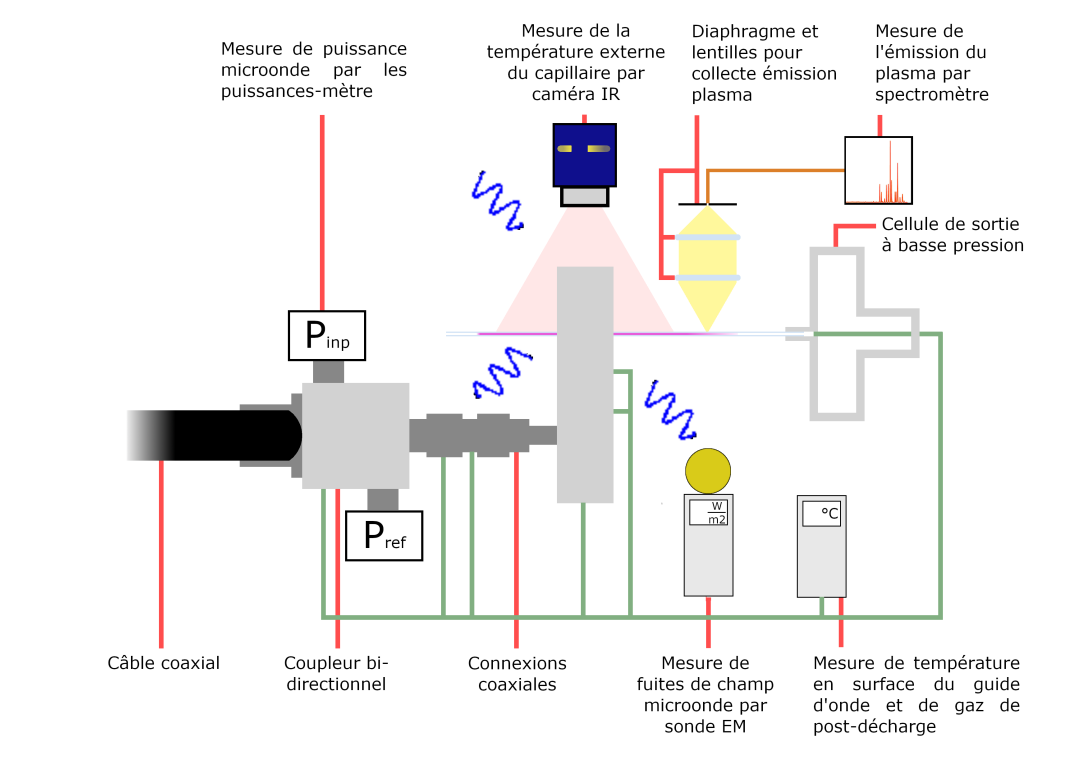 Mesure de puissance
microonde par les
puissances-mètre
Mesure de la
température externe
du capillaire par
caméra IR
Diaphragme et
lentilles pour
collecte émission
plasma
Mesure de
l'émission du
plasma par
spectromètre
Cellule de sortie
à basse pression
Pinp
Pref
W
m2
°C
Câble coaxial
Coupleur bi-
directionnel
Connexions
coaxiales
Mesure de
fuites de champ
microonde par
sonde EM
Mesure de température
en surface du guide
d'onde et de gaz de
post-décharge